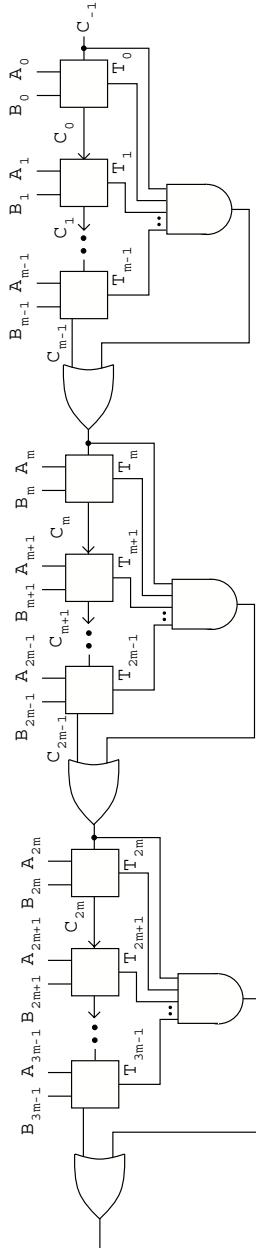 C-1
A0
B0
T0
C0
A1
B1
T1
C1
Am-1
Bm-1
Tm-1
Cm-1
Am
Bm
Tm
Cm
Am+1
Bm+1
Tm+1
Cm+1
A2m-1
B2m-1
T2m-1
C2m-1
A2m
B2m
T2m
C2m
A2m+1
B2m+1
T2m+1
A3m-1
B3m-1
T3m-1